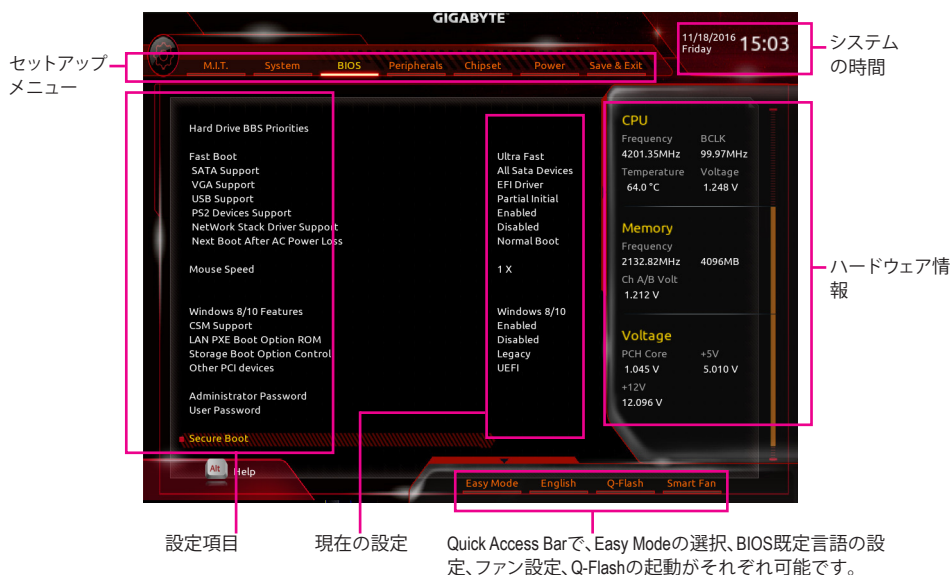 GIGABYTE
11/18/2016
Friday
15:03
システム
の時間
セットアップ
メニュー
M.I.T. System BIOS Peripherals Chipset Power Save & Exit
Hard Drive BBS Priorities
Fast Boot Ultra Fast
SATA Support All Sata Devices
VGA Support EFI Driver
USB Support Partial Initial
PS2 Devices Support Enabled
NetWork Stack Driver Support Disabled
Next Boot After AC Power Loss Normal Boot
Mouse Speed 1 X
Windows 8/10 Features Windows 8/10
CSM Support Enabled
LAN PXE Boot Option ROM Disabled
Storage Boot Option Control Legacy
Other PCI devices UEFI
Administrator Password
User Password
Secure Boot
CPU
Frequency BCLK
4201.35MHz 99.97MHz
Temperature Voltage
64.0 °C 1.248 V
Memory
Frequency
2132.82MHz 4096MB
Ch A/B Volt
1.212 V
Voltage
PCH Core +5V
1.045 V 5.010 V
+12V
12.096 V
ハードウェア情
報
Alt Help
Easy Mode English Q-Flash Smart Fan
設定項目
現在の設定
Quick Access Barで、Easy Modeの選択、BIOS既定言語の設
定、ファン設定、Q-Flashの起動がそれぞれ可能です。